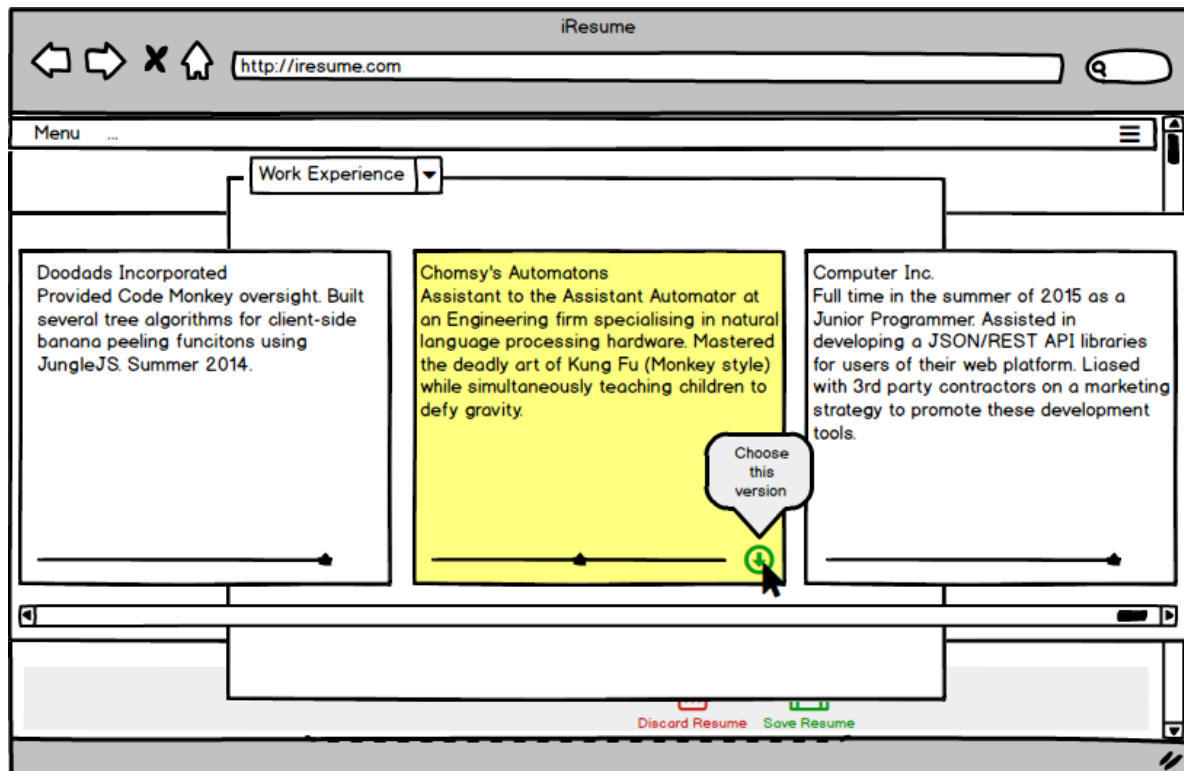 iResume
http://iresume.com
Menu ...
Work Experience
Doodads Incorporated
Provided Code Monkey oversight. Built
several tree algorithms for client-side
banana peeling funcitons using
JungleJS. Summer 2014.
Chomsy's Automatons
Assistant to the Assistant Automator at
an Engineering firm specialising in natural
language processing hardware. Mastered
the deadly art of Kung Fu (Monkey style)
while simultaneously teaching children to
defy gravity.
Choose
this
version
Computer Inc.
Full time in the summer of 2015 as a
Junior Programmer. Assisted in
developing a JSON/REST API libraries
for users of their web platform. Liased
with 3rd party contractors on a marketing
strategy to promote these development
tools.
Discard Resume Save Resume